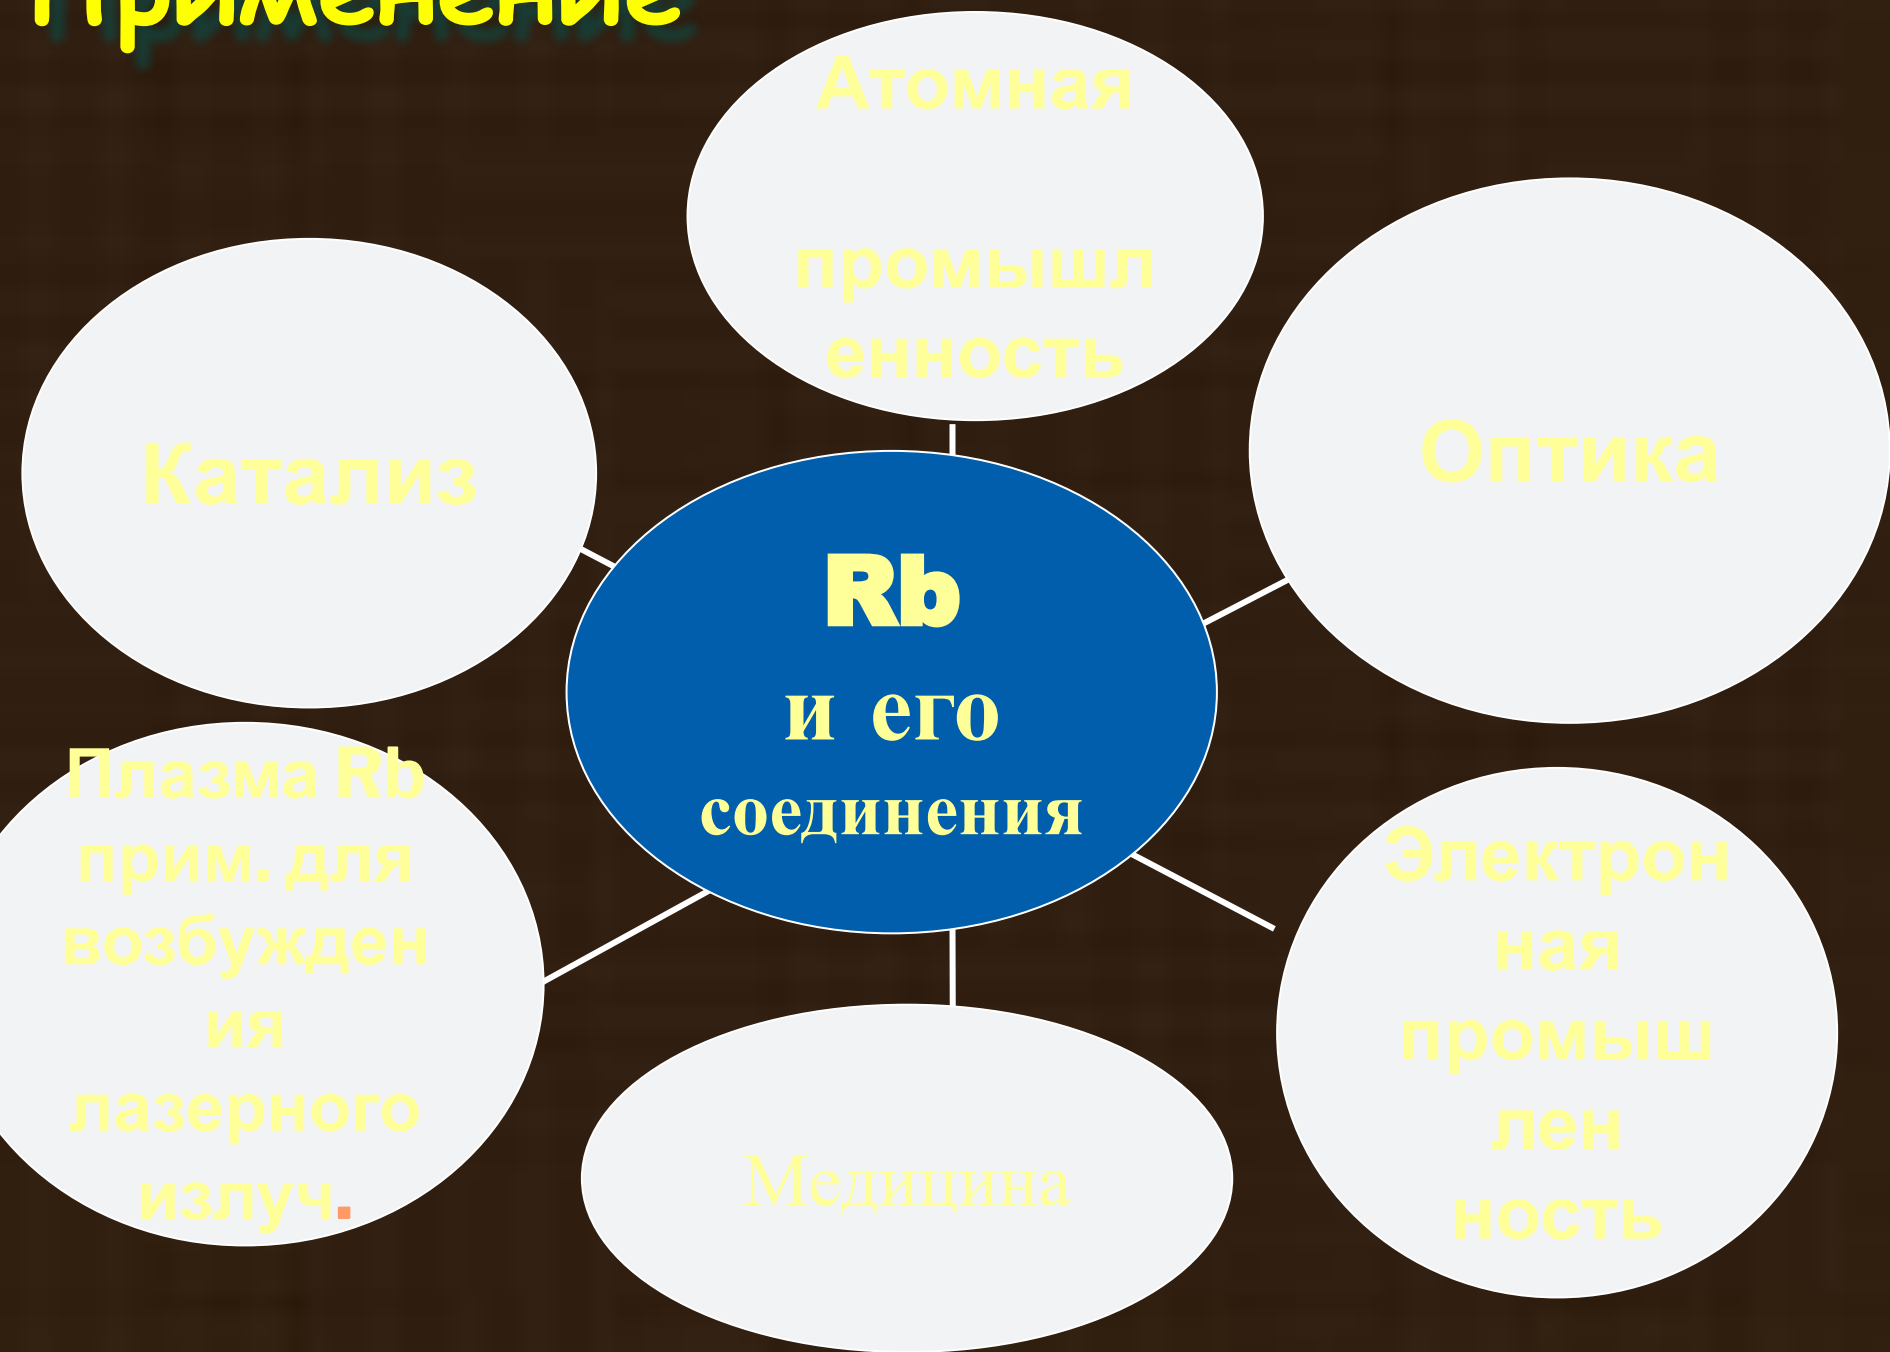 Применение
Атомная
промышл
енность
Катализ
Оптика
Rb
и его
соединения
Плазма Rb
прим. для
возбужден
ия
лазерного
излуч.
Медицина
Электрон
ная
промыш
лен
ность